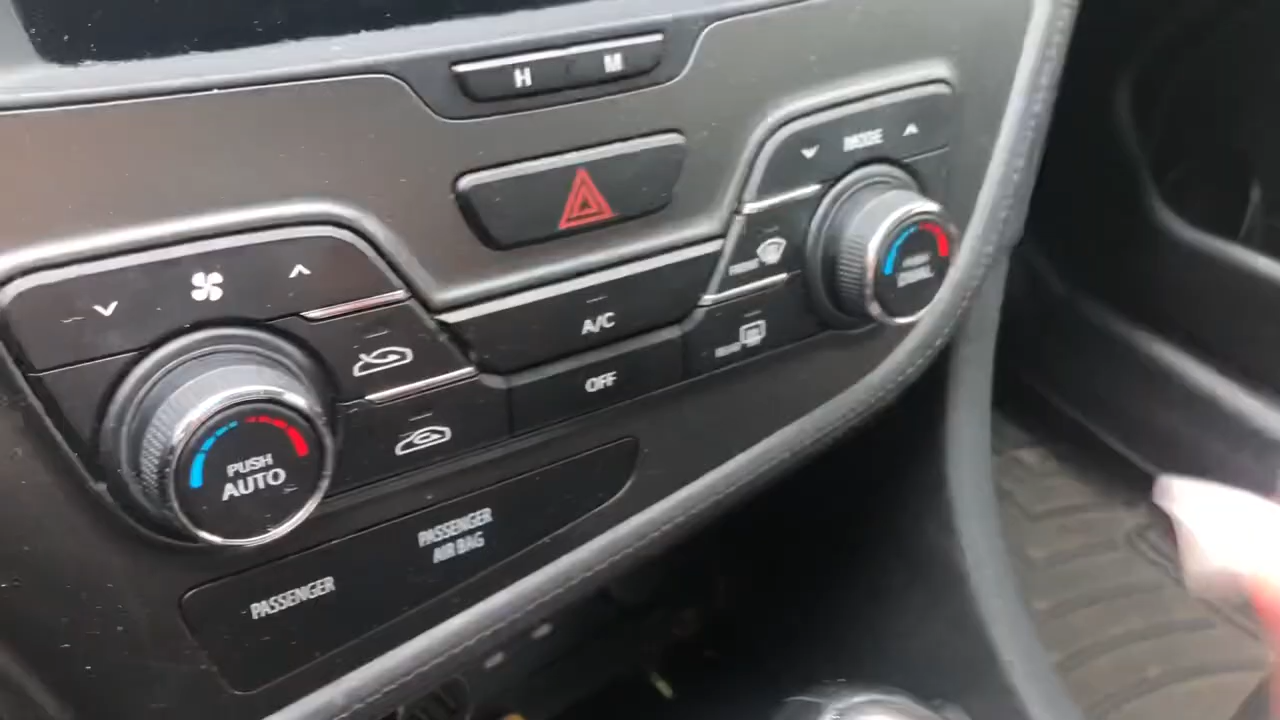 H M
MODE
A/C
OFF
PUSH
AUTO
PASSENGER
AIR BAG
PASSENGER